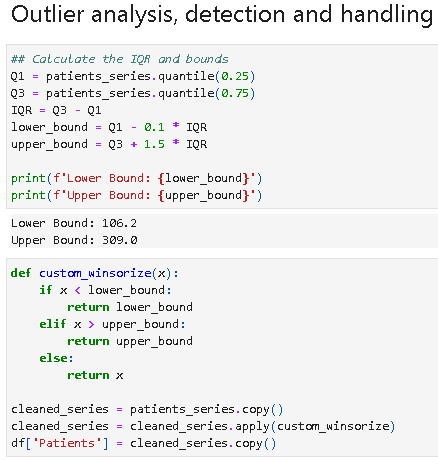 Outlier analysis, detection and handling
## Calculate the IQR and bounds
Q1 = patients_series.quantile(0.25)
Q3 = patients_series.quantile(0.75)
IQR = Q3 - Q1
lower_bound = Q1 - 0.1 * IQR
upper_bound = Q3 + 1.5 * IQR
print(f'Lower Bound: {lower_bound}')
print(f'Upper Bound: {upper_bound}')
Lower Bound: 106.2
Upper Bound: 309.0
def custom_winsorize(x):
    if x < lower_bound:
        return lower_bound
    elif x > upper_bound:
        return upper_bound
    else:
        return x
cleaned_series = patients_series.copy()
cleaned_series = cleaned_series.apply(custom_winsorize)
df['Patients'] = cleaned_series.copy()